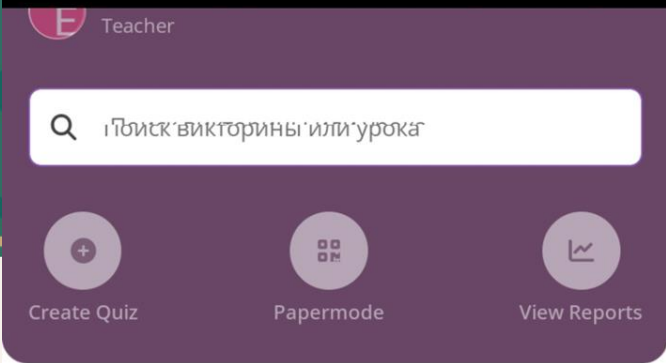 E
Teacher
Поиск викторины или урока
Create Quiz
Papermode
View Reports